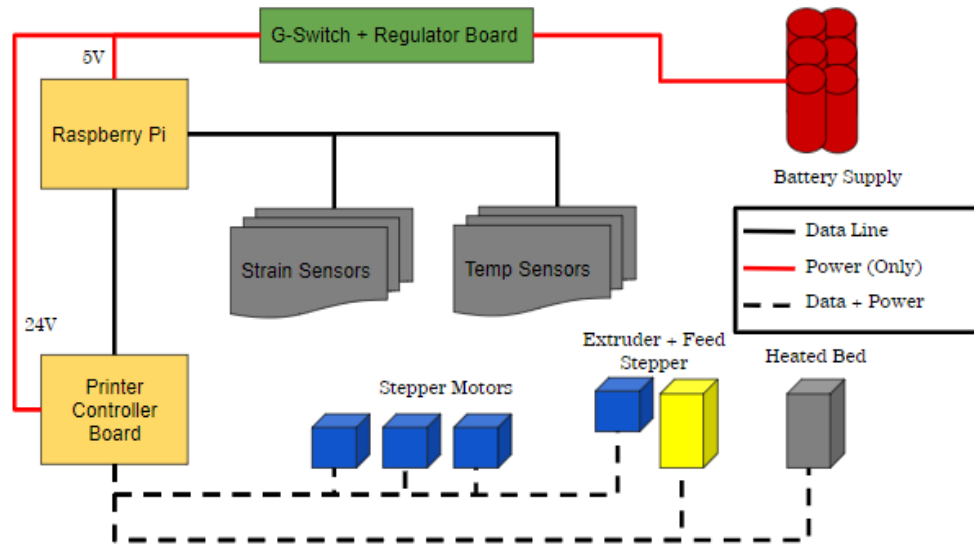 G-Switch + Regulator Board
5V
Raspberry Pi
Battery Supply
Data Line
Strain Sensors
Temp Sensors
Power (Only)
Data + Power
24V
Extruder + Feed
Stepper
Heated Bed
Printer
Controller
Board
Stepper Motors